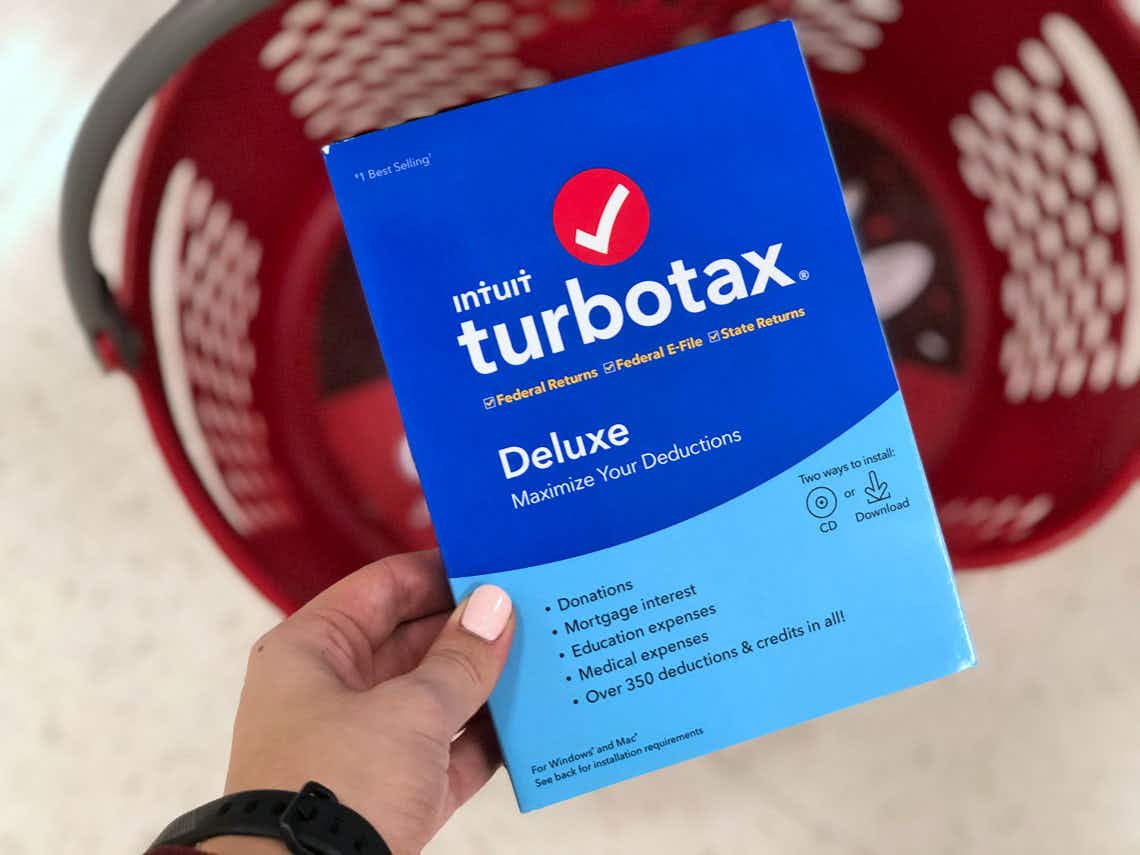 #1 Best Selling†
intuit
turbotax®
☑Federal Returns ☑Federal E-File ☑State Returns
Deluxe
Maximize Your Deductions
Two ways to install:
CD or Download
• Donations
• Mortgage interest
• Education expenses
• Medical expenses
• Over 350 deductions & credits in all!
For Windows® and Mac®
See back for installation requirements